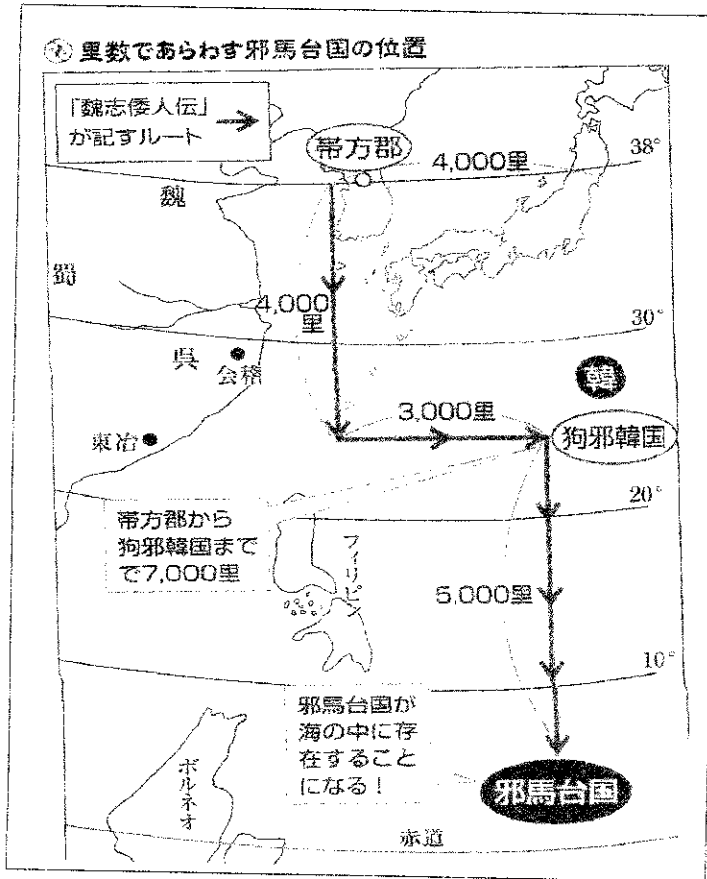 里数であらわす邪馬台国の位置
「魏志倭人伝」
が記すルート
帯方郡
4,000里
38°
魏
蜀
4,000
里
30°
呉
会稽
韓
東冶
3,000里
狗邪韓国
20°
帯方郡から
狗邪韓国まで
で7,000里
フィリピン
5,000里
10°
邪馬台国が
海の中に存
在すること
になる！
ボルネオ
邪馬台国
赤道